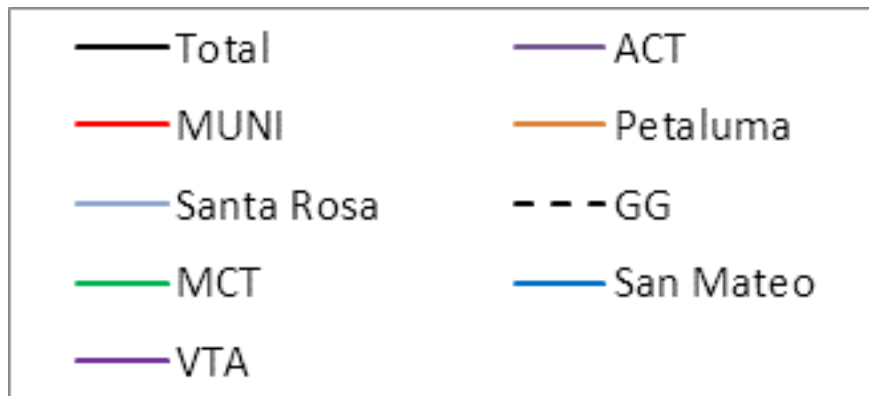 Total ACT
MUNI Petaluma
Santa Rosa GG
MCT San Mateo
VTA